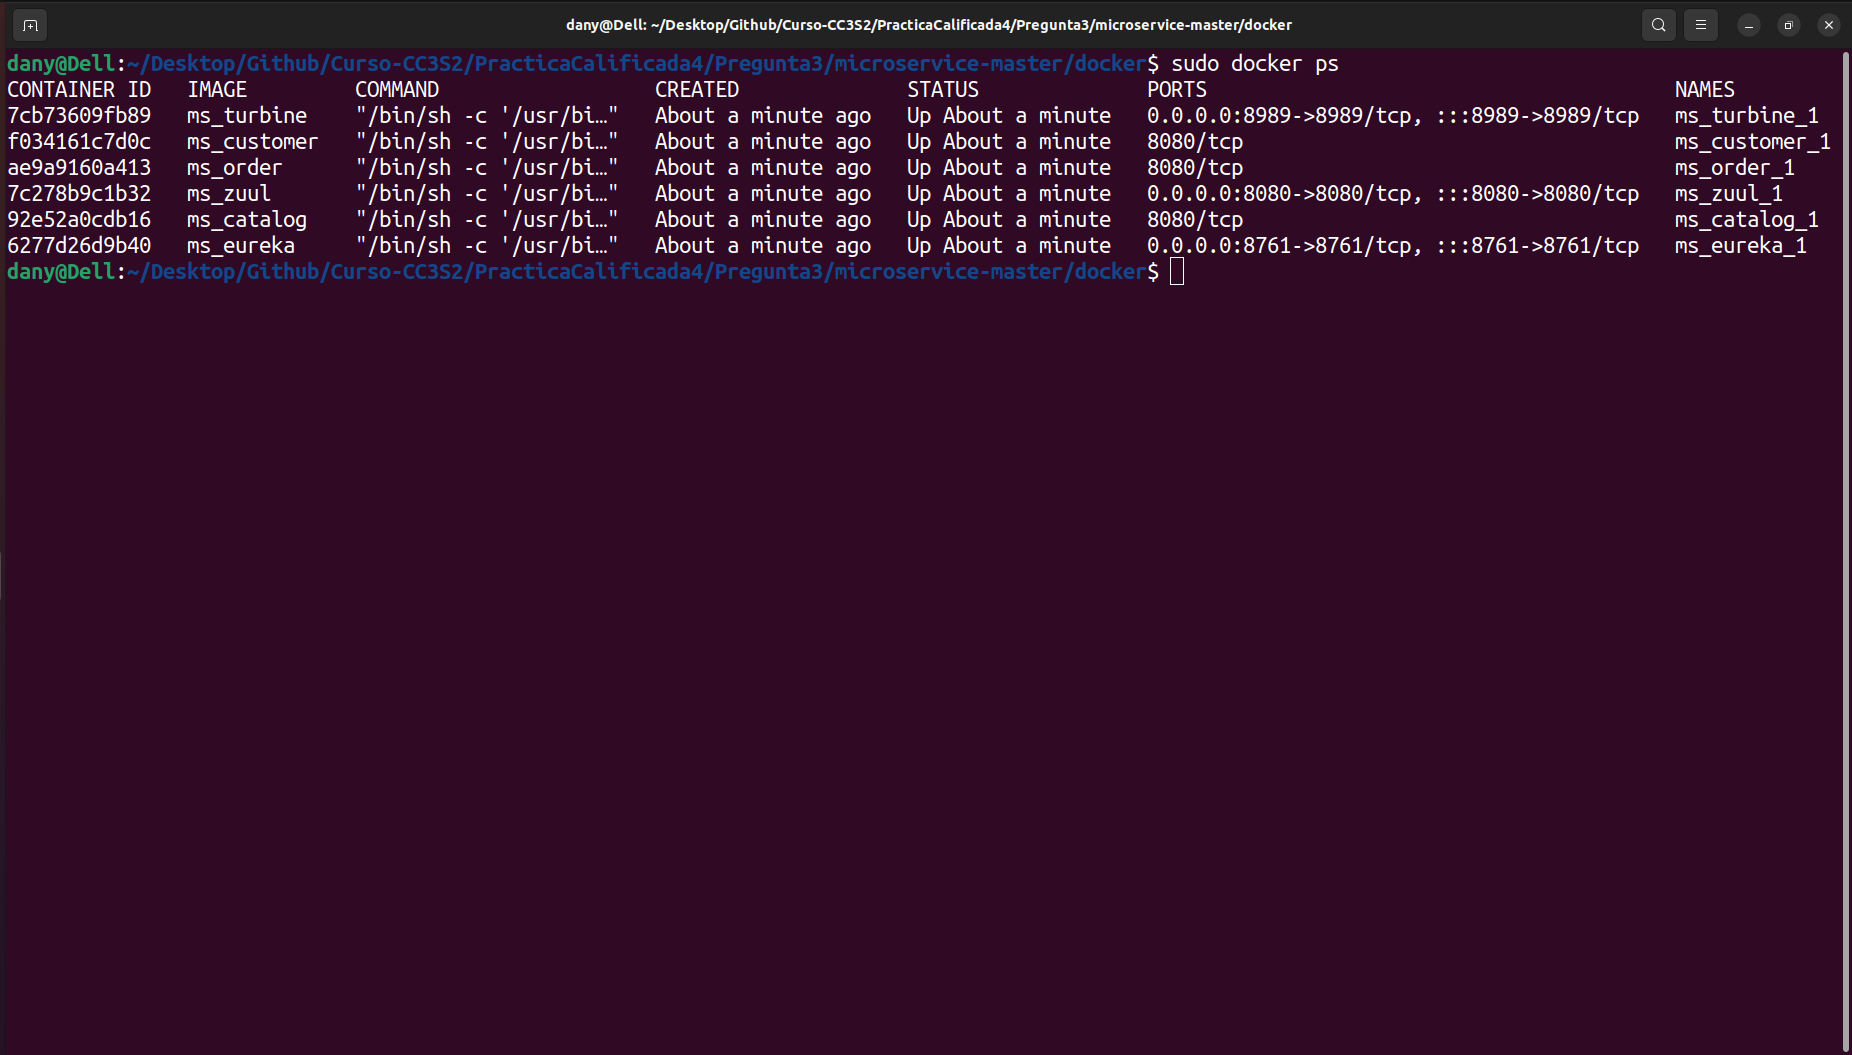 dany@Dell: ~/Desktop/Github/Curso-CC3S2/PracticaCalificada4/Pregunta3/microservice-master/docker
dany@Dell:~/Desktop/Github/Curso-CC3S2/PracticaCalificada4/Pregunta3/microservice-master/docker$ sudo docker ps
CONTAINER ID   IMAGE         COMMAND                  CREATED              STATUS              PORTS                                       NAMES
7cb73609fb89   ms_turbine    "/bin/sh -c '/usr/bi…"   About a minute ago   Up About a minute   0.0.0.0:8989->8989/tcp, :::8989->8989/tcp   ms_turbine_1
f034161c7d0c   ms_customer   "/bin/sh -c '/usr/bi…"   About a minute ago   Up About a minute   8080/tcp                                    ms_customer_1
ae9a9160a413   ms_order      "/bin/sh -c '/usr/bi…"   About a minute ago   Up About a minute   8080/tcp                                    ms_order_1
7c278b9c1b32   ms_zuul       "/bin/sh -c '/usr/bi…"   About a minute ago   Up About a minute   0.0.0.0:8080->8080/tcp, :::8080->8080/tcp   ms_zuul_1
92e52a0cdb16   ms_catalog    "/bin/sh -c '/usr/bi…"   About a minute ago   Up About a minute   8080/tcp                                    ms_catalog_1
6277d26d9b40   ms_eureka     "/bin/sh -c '/usr/bi…"   About a minute ago   Up About a minute   0.0.0.0:8761->8761/tcp, :::8761->8761/tcp   ms_eureka_1
dany@Dell:~/Desktop/Github/Curso-CC3S2/PracticaCalificada4/Pregunta3/microservice-master/docker$